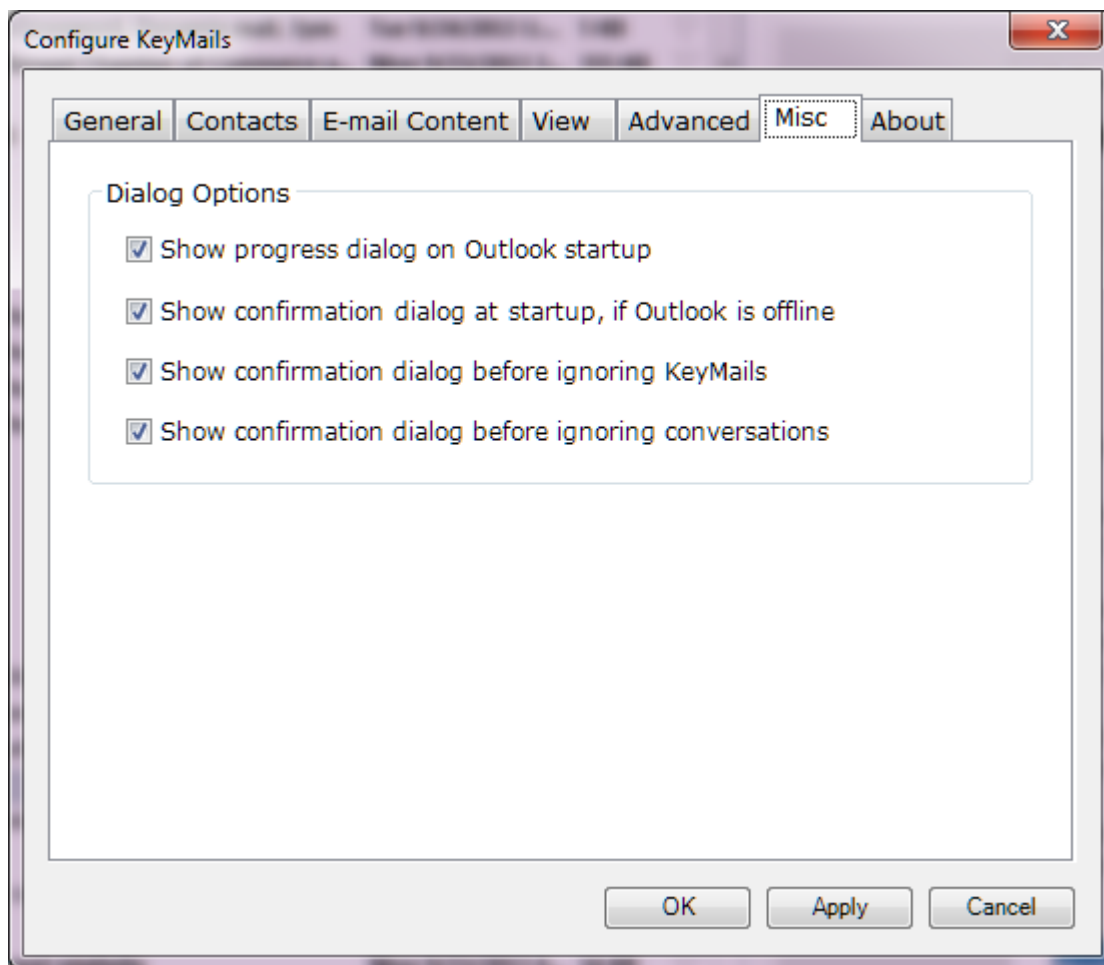 Configure KeyMails
General Contacts E-mail Content View Advanced Misc About
Dialog Options
Show progress dialog on Outlook startup
Show confirmation dialog at startup, if Outlook is offline
Show confirmation dialog before ignoring KeyMails
Show confirmation dialog before ignoring conversations
OK Apply Cancel